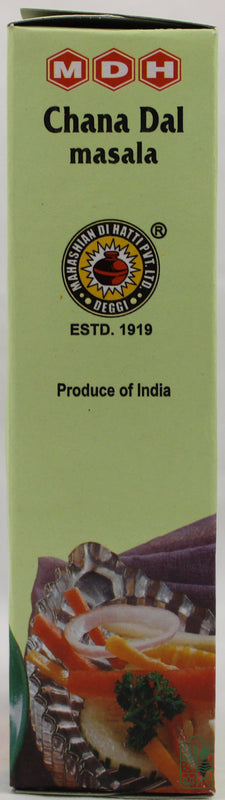 MDH
Chana Dal
masala
MAHASHIAN DI HATTI PVT. LTD.
®
• DEGGI •
ESTD. 1919
Produce of India